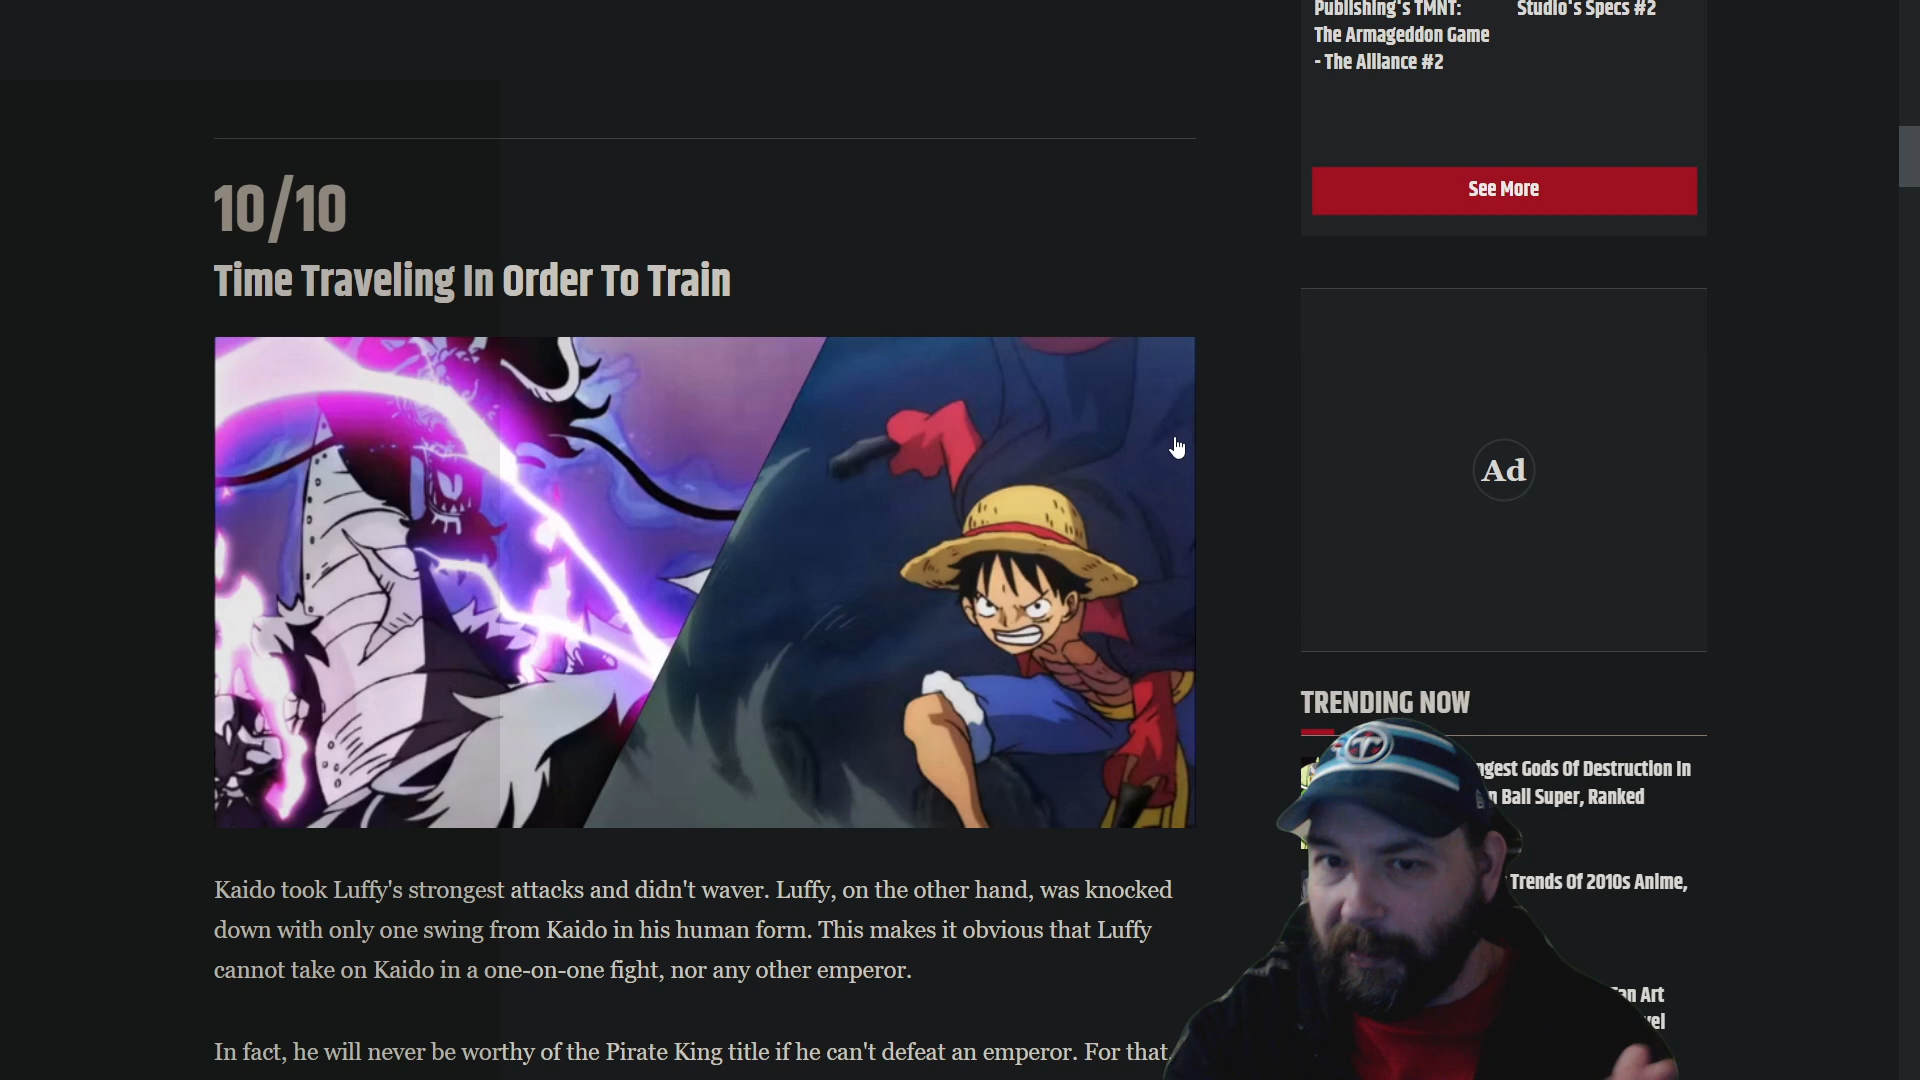 Publishing's TMNT:
The Armageddon Game
- The Alliance #2
Studio's Specs #2
See More
10/10
Time Traveling In Order To Train
Kaido took Luffy's strongest attacks and didn't waver. Luffy, on the other hand, was knocked
down with only one swing from Kaido in his human form. This makes it obvious that Luffy
cannot take on Kaido in a one-on-one fight, nor any other emperor.
In fact, he will never be worthy of the Pirate King title if he can't defeat an emperor. For that
Ad
TRENDING NOW
Gods Of Destruction In
Ball Super, Ranked
Trends Of 2010s Anime,
Art